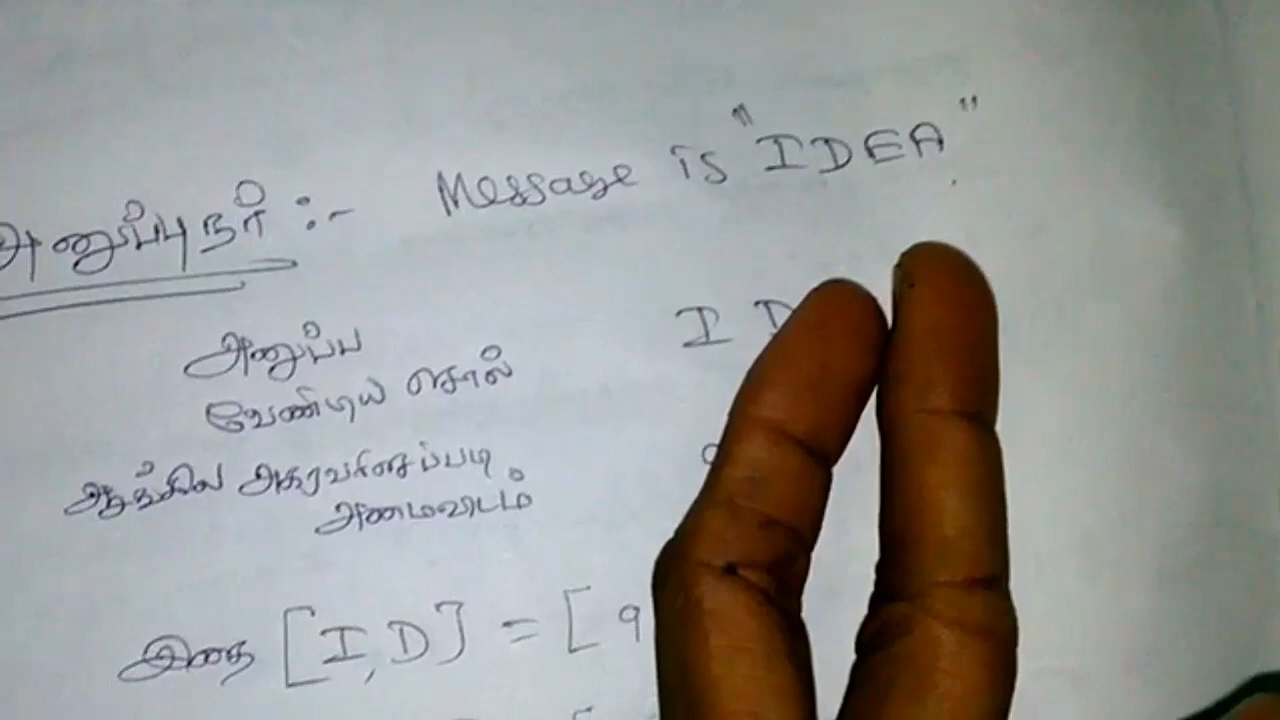 அனுப்புநர் :- Message is "IDEA"
அனுப்ப
வேண்டிய சொல்
I D
ஆங்கில அகரவரிசைப்படி
அமைவிடம்
இதை [I,D] = [9